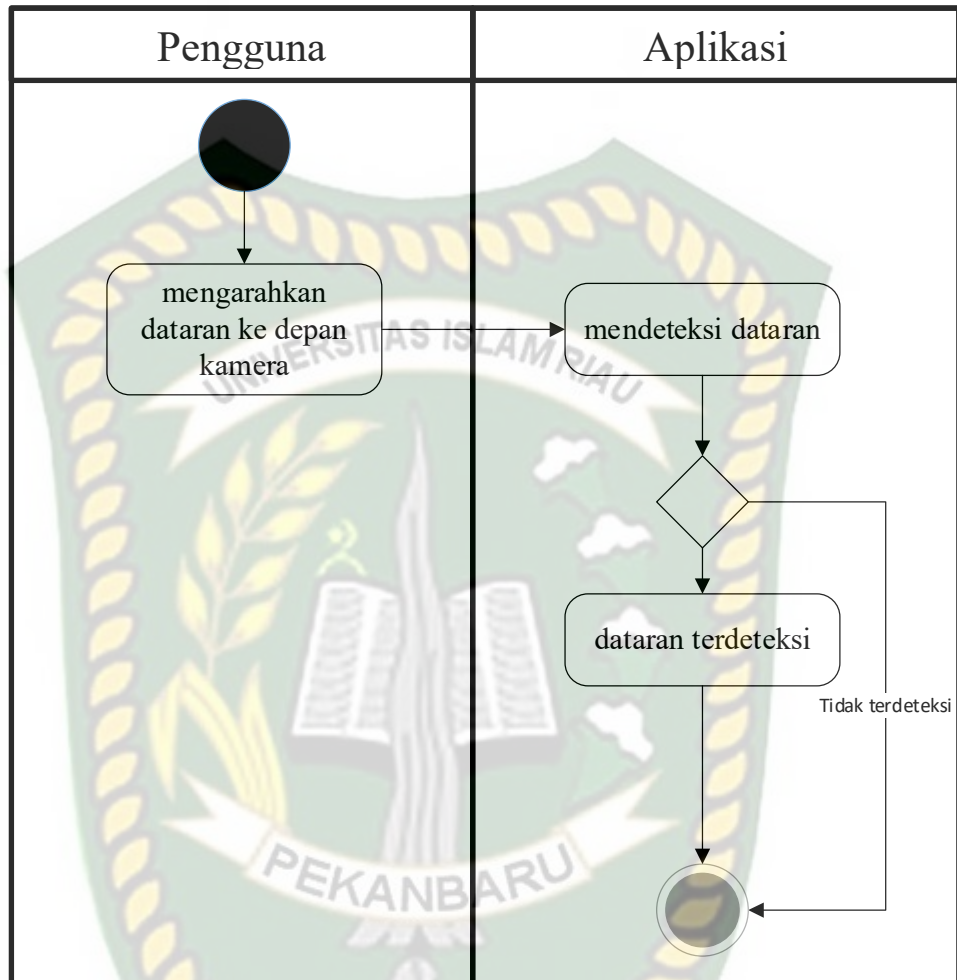 Pengguna
Aplikasi
mengarahkan
dataran ke depan
kamera
mendeteksi dataran
UNIVERSITAS ISLAM RIAU
dataran terdeteksi
Tidak terdeteksi
PEKANBARU